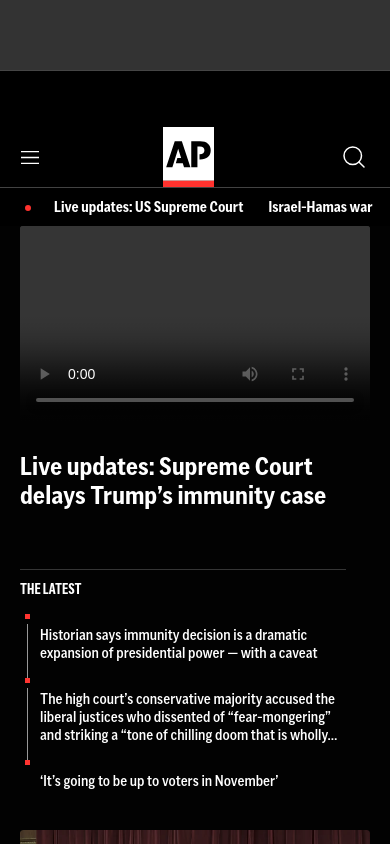 AP
Live updates: US Supreme Court
Israel-Hamas war
0:00
Live updates: Supreme Court
delays Trump’s immunity case
THE LATEST
Historian says immunity decision is a dramatic
expansion of presidential power — with a caveat
The high court’s conservative majority accused the
liberal justices who dissented of “fear-mongering”
and striking a “tone of chilling doom that is wholly...
‘It’s going to be up to voters in November’